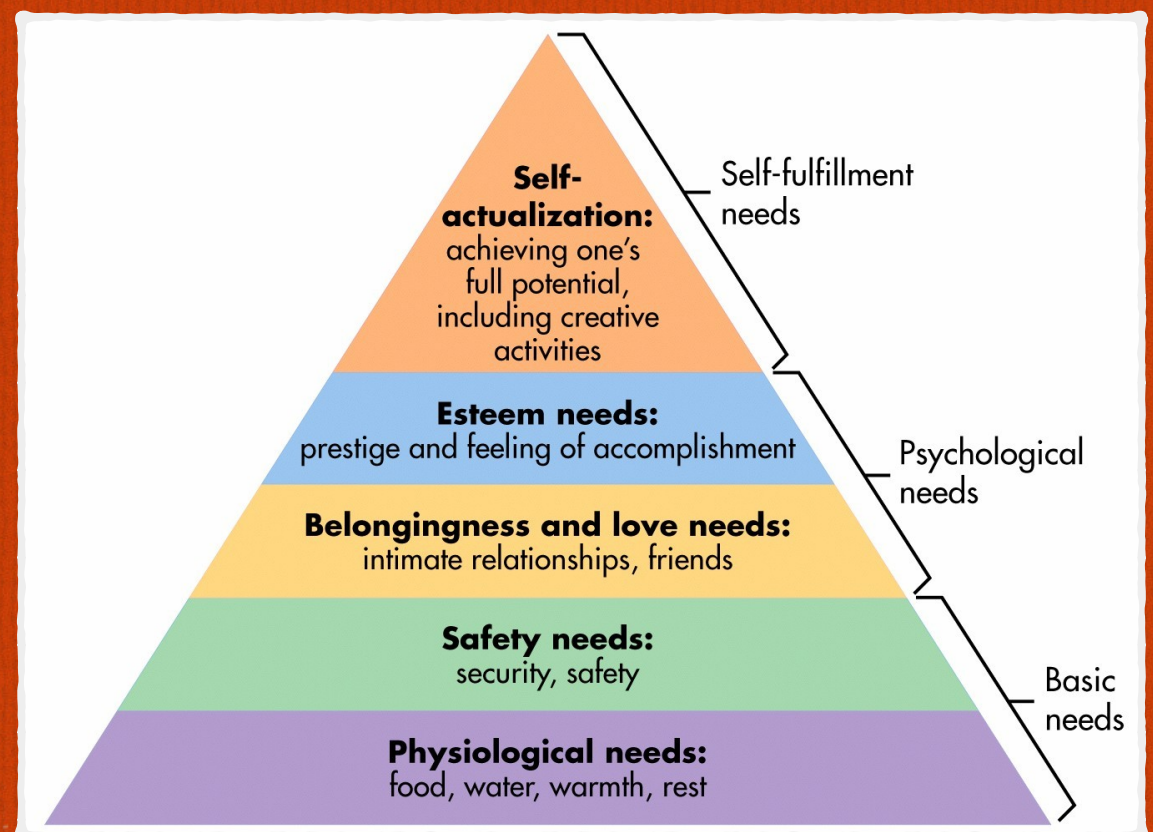 Self-
actualization:
achieving one's
full potential,
including creative
activities
Self-fulfillment
needs
Esteem needs:
prestige and feeling of accomplishment
Psychological
needs
Belongingness and love needs:
intimate relationships, friends
Safety needs:
security, safety
Basic
needs
Physiological needs:
food, water, warmth, rest